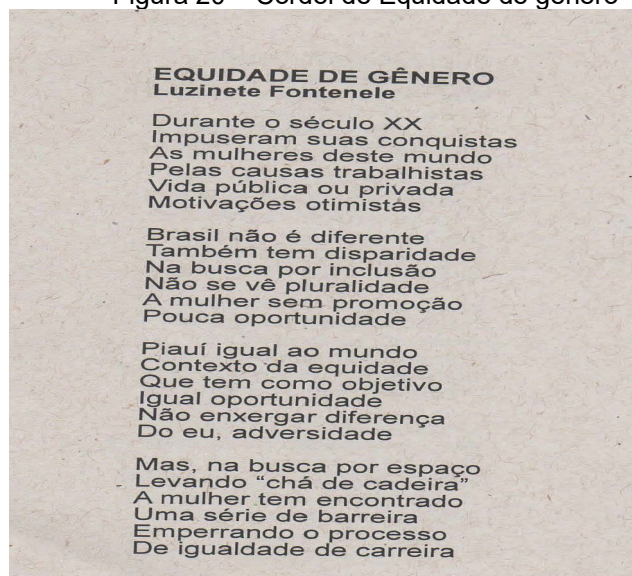 EQUIDADE DE GÊNERO
Luzinete Fontenele
Durante o século XX
Impuseram suas conquistas
As mulheres deste mundo
Pelas causas trabalhistas
Vida pública ou privada
Motivações otimistas
Brasil não é diferente
Também tem disparidade
Na busca por inclusão
Não se vê pluralidade
A mulher sem promoção
Pouca oportunidade
Piauí igual ao mundo
Contexto da equidade
Que tem como objetivo
Igual oportunidade
Não enxergar diferença
Do eu, adversidade
Mas, na busca por espaço
Levando “chá de cadeira”
A mulher tem encontrado
Uma série de barreira
Emperrando o processo
De igualdade de carreira